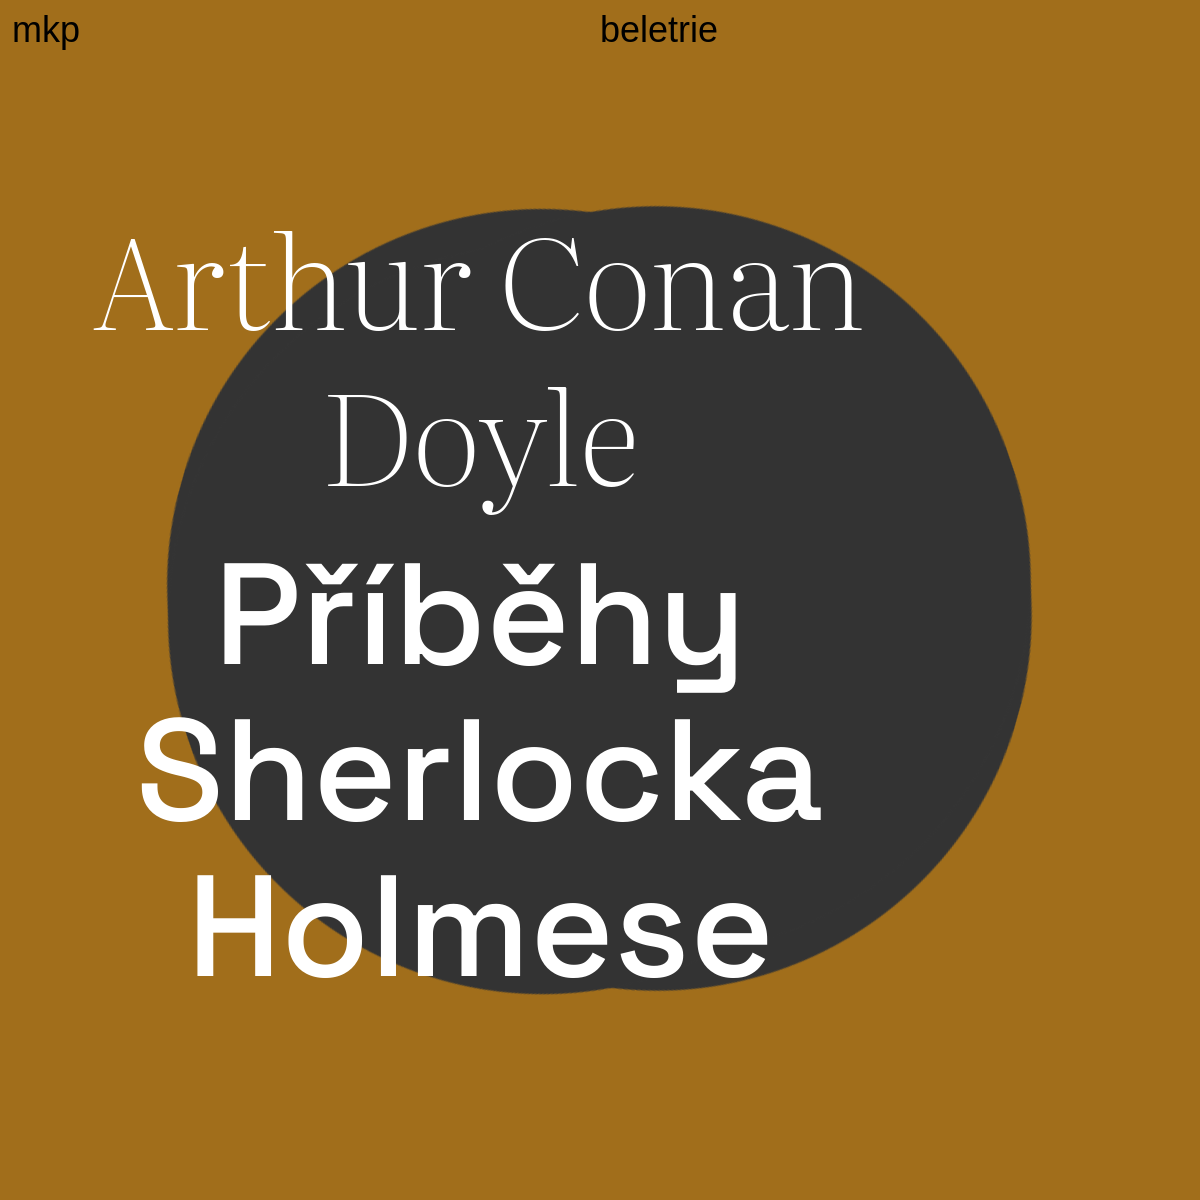 mkp
beletrie
Arthur Conan
Doyle
Příběhy
Sherlocka
Holmese